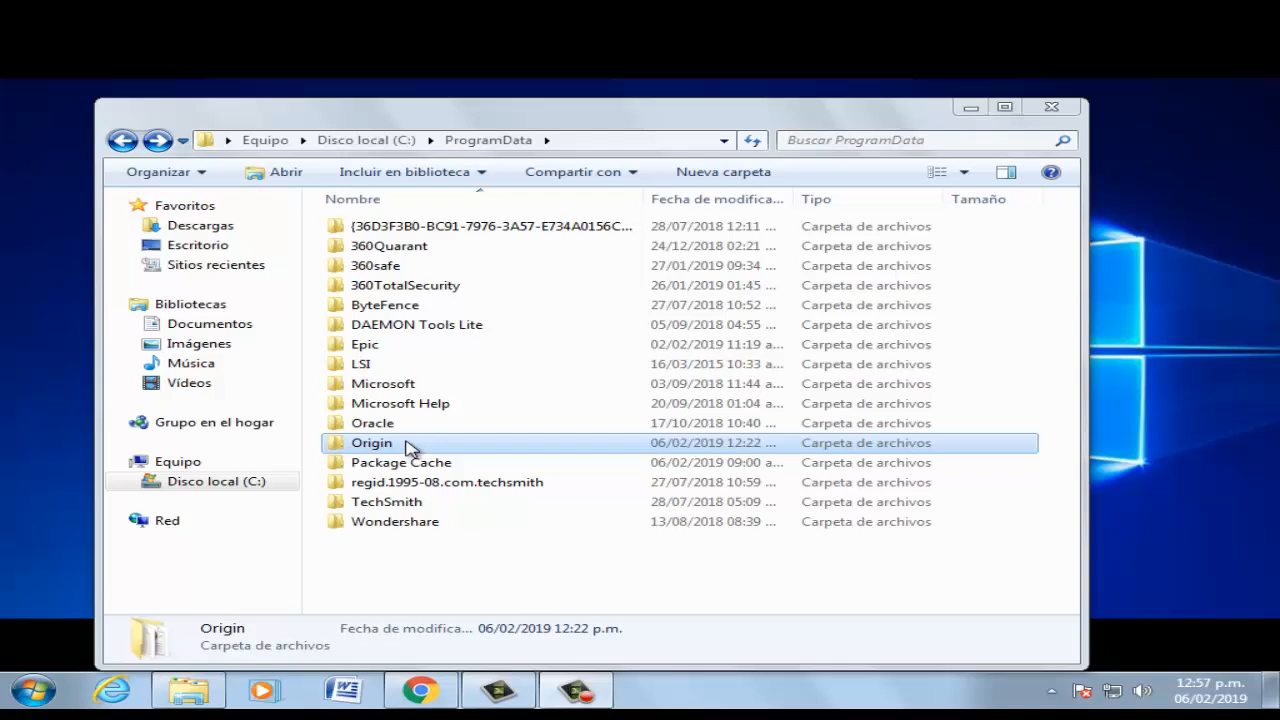 Equipo Disco local (C:) ProgramData
Buscar ProgramData
Organizar Abrir Incluir en biblioteca Compartir con Nueva carpeta
Nombre Fecha de modifica... Tipo Tamaño
Favoritos
Descargas
Escritorio
Sitios recientes
Bibliotecas
Documentos
Imágenes
Música
Vídeos
Grupo en el hogar
Equipo
Disco local (C:)
Red
{36D3F3B0-BC91-7976-3A57-E734A0156C... 28/07/2018 12:11 ... Carpeta de archivos
360Quarant 24/12/2018 02:21 ... Carpeta de archivos
360safe 27/01/2019 09:34 ... Carpeta de archivos
360TotalSecurity 26/01/2019 01:45 ... Carpeta de archivos
ByteFence 27/07/2018 10:52 ... Carpeta de archivos
DAEMON Tools Lite 05/09/2018 04:55 ... Carpeta de archivos
Epic 02/02/2019 11:19 a... Carpeta de archivos
LSI 16/03/2015 10:33 a... Carpeta de archivos
Microsoft 03/09/2018 11:44 a... Carpeta de archivos
Microsoft Help 20/09/2018 01:04 a... Carpeta de archivos
Oracle 17/10/2018 10:40 ... Carpeta de archivos
Origin 06/02/2019 12:22 ... Carpeta de archivos
Package Cache 06/02/2019 09:00 a... Carpeta de archivos
regid.1995-08.com.techsmith 27/07/2018 10:59 ... Carpeta de archivos
TechSmith 28/07/2018 05:09 ... Carpeta de archivos
Wondershare 13/08/2018 08:39 ... Carpeta de archivos
Origin Fecha de modifica... 06/02/2019 12:22 p.m.
Carpeta de archivos
12:57 p.m.
06/02/2019